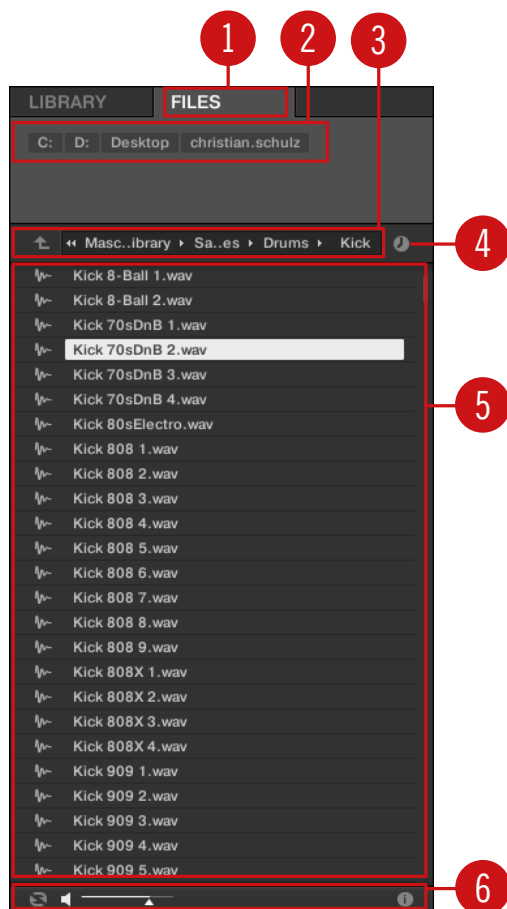 1 2 3
LIBRARY FILES
C: D: Desktop christian.schulz
Masc..ibrary Sa..es Drums Kick 4
Kick 8-Ball 1.wav
Kick 8-Ball 2.wav
Kick 70sDnB 1.wav
Kick 70sDnB 2.wav
Kick 70sDnB 3.wav
Kick 70sDnB 4.wav 5
Kick 80sElectro.wav
Kick 808 1.wav
Kick 808 2.wav
Kick 808 3.wav
Kick 808 4.wav
Kick 808 5.wav
Kick 808 6.wav
Kick 808 7.wav
Kick 808 8.wav
Kick 808 9.wav
Kick 808X 1.wav
Kick 808X 2.wav
Kick 808X 3.wav
Kick 808X 4.wav
Kick 909 1.wav
Kick 909 2.wav
Kick 909 3.wav
Kick 909 4.wav
Kick 909 5.wav
6